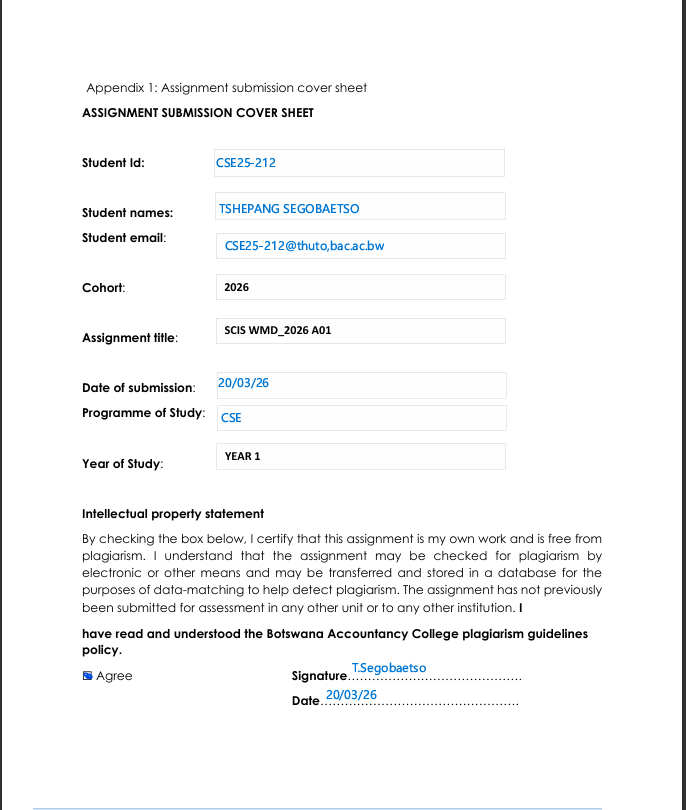 Appendix 1: Assignment submission cover sheet
ASSIGNMENT SUBMISSION COVER SHEET
Student Id: CSE25-212
Student names: TSHEPANG SEGOBAETSO
Student email: CSE25-212@thuto,bac.ac.bw
Cohort: 2026
Assignment title: SCIS WMD_2026 A01
Date of submission: 20/03/26
Programme of Study: CSE
Year of Study: YEAR 1
Intellectual property statement
By checking the box below, I certify that this assignment is my own work and is free from
plagiarism. I understand that the assignment may be checked for plagiarism by
electronic or other means and may be transferred and stored in a database for the
purposes of data-matching to help detect plagiarism. The assignment has not previously
been submitted for assessment in any other unit or to any other institution. I
have read and understood the Botswana Accountancy College plagiarism guidelines
policy.
Agree Signature T.Segobaetso
Date 20/03/26